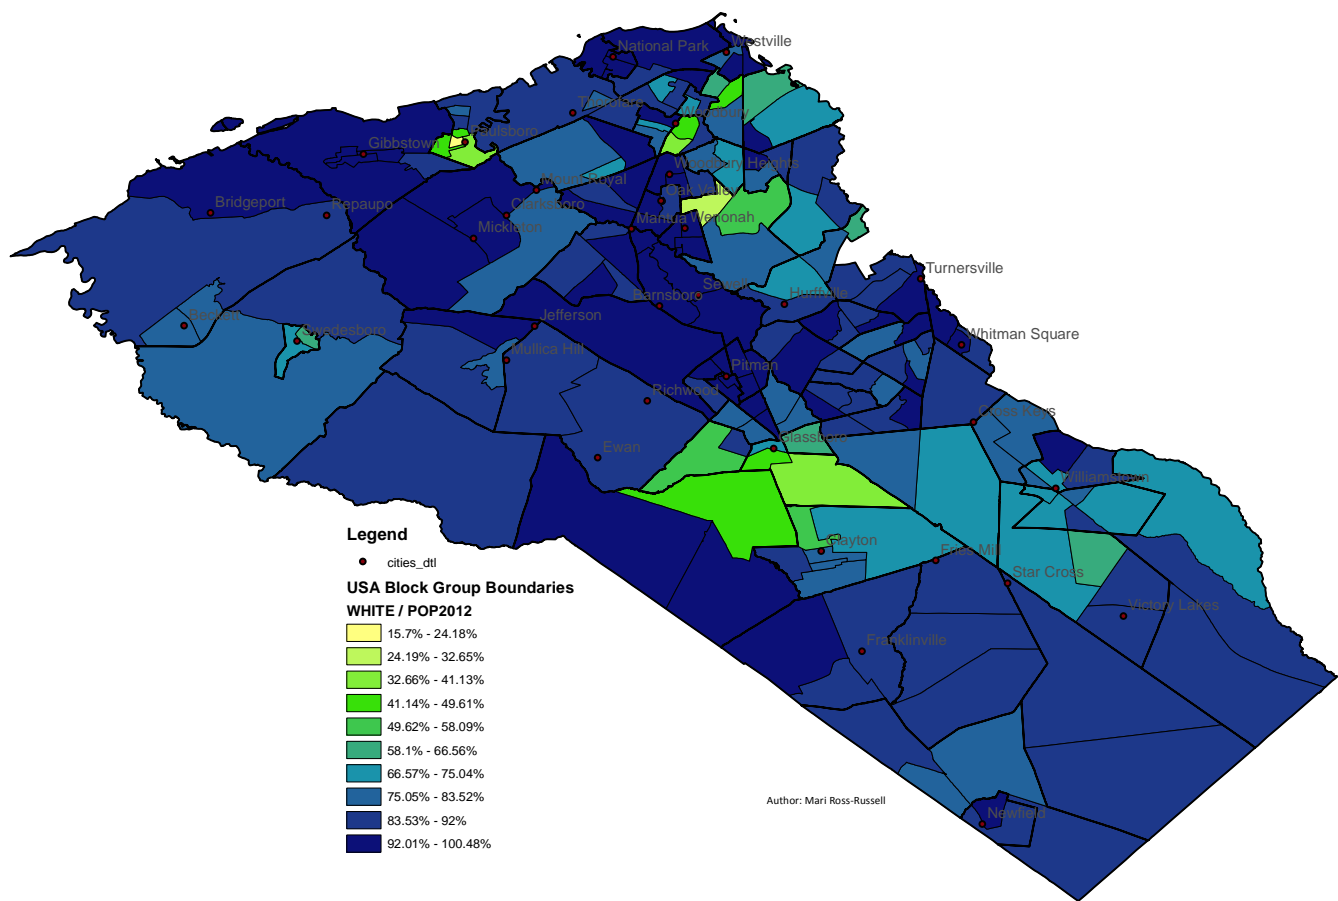 National Park
Westville
Thorofare
Woodbury
Paulsboro
Gibbstown
Woodbury Heights
Mount Royal
Oak Valley
Bridgeport
Repaupo
Clarksboro
Mantua
Wenonah
Mickleton
Turnersville
Sewell
Barnsboro
Hurffville
Beckett
Swedesboro
Jefferson
Whitman Square
Mullica Hill
Pitman
Richwood
Cross Keys
Glassboro
Ewan
Williamstown
Clayton
Fries Mill
Star Cross
Victory Lakes
Franklinville
Newfield
Legend
cities_dtl
USA Block Group Boundaries
WHITE / POP2012
15.7% - 24.18%
24.19% - 32.65%
32.66% - 41.13%
41.14% - 49.61%
49.62% - 58.09%
58.1% - 66.56%
66.57% - 75.04%
75.05% - 83.52%
83.53% - 92%
92.01% - 100.48%
Author: Mari Ross-Russell